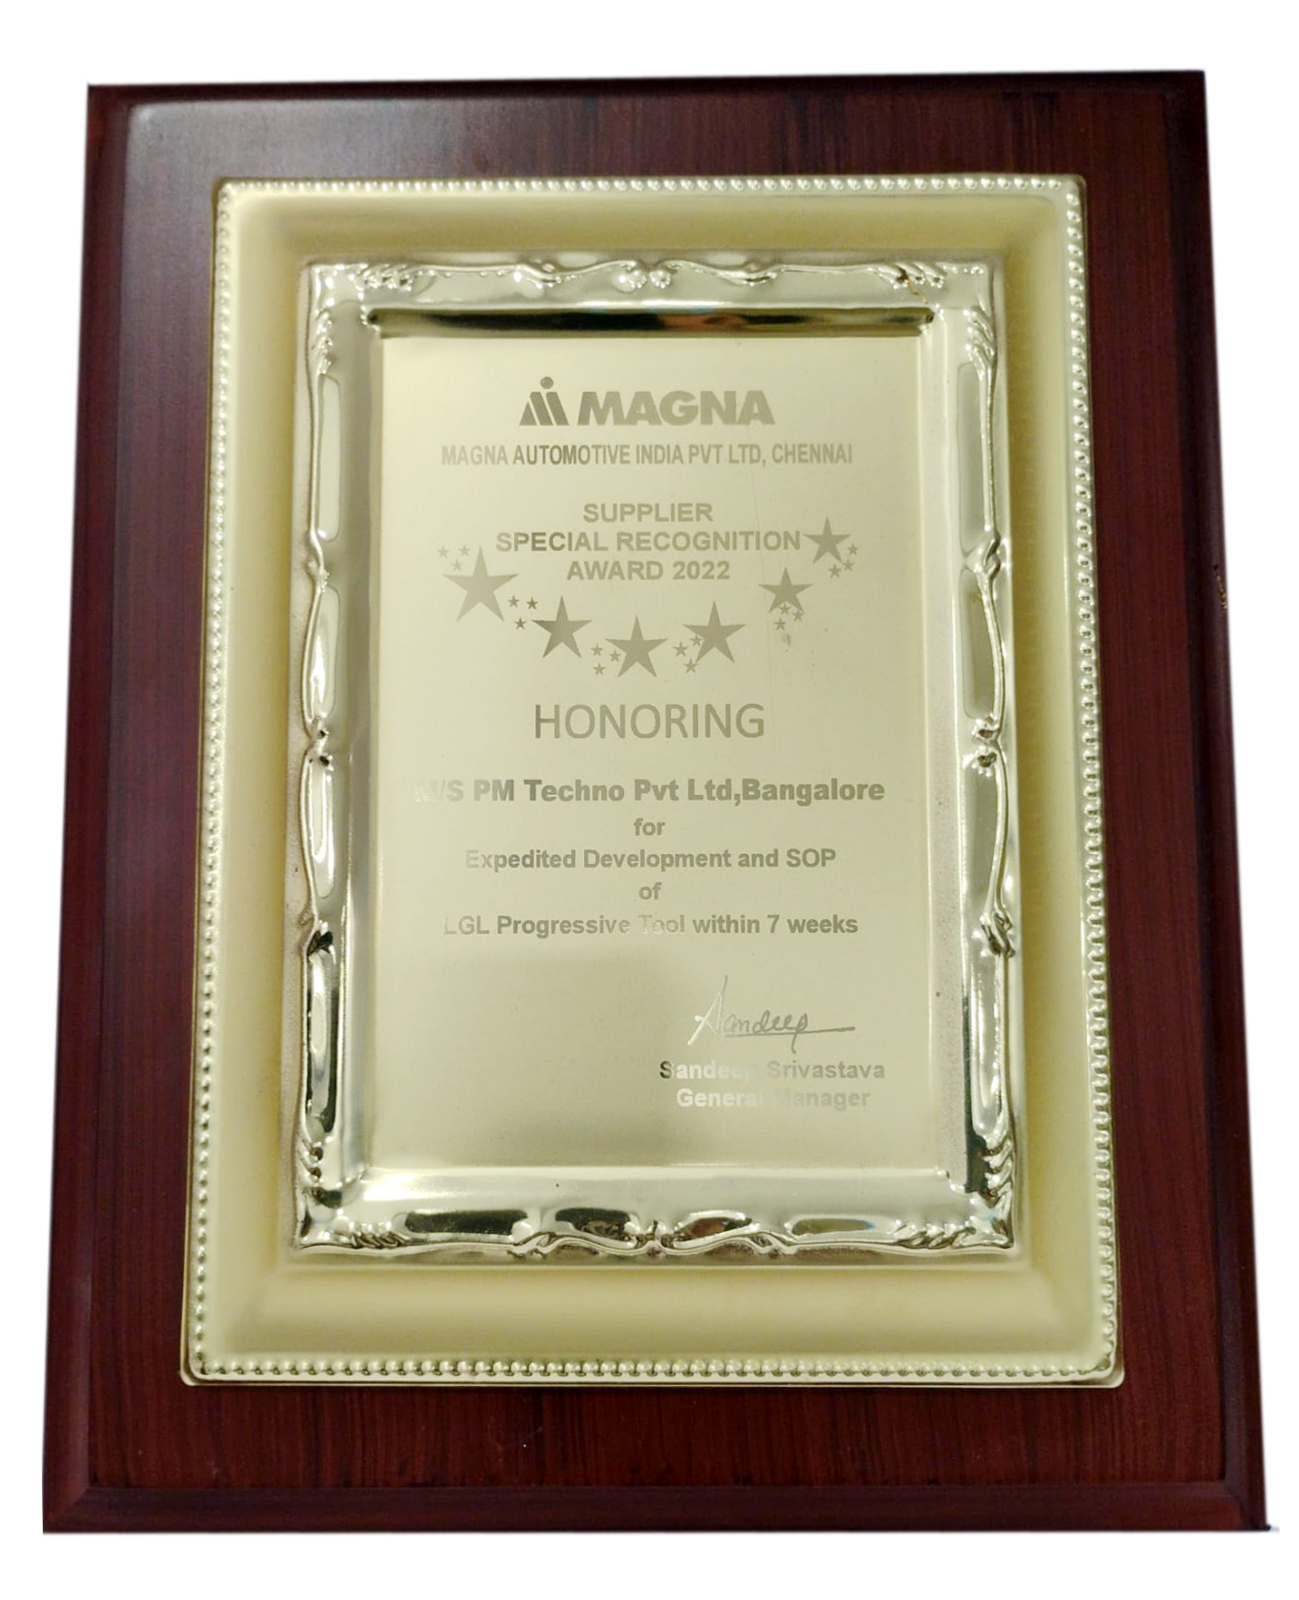 MAGNA
MAGNA AUTOMOTIVE INDIA PVT LTD, CHENNAI
SUPPLIER
SPECIAL RECOGNITION
AWARD 2022
HONORING
M/S PM Techno Pvt Ltd,Bangalore
for
Expedited Development and SOP
of
LGL Progressive Tool within 7 weeks
Sandeep
Sandeep Srivastava
General Manager